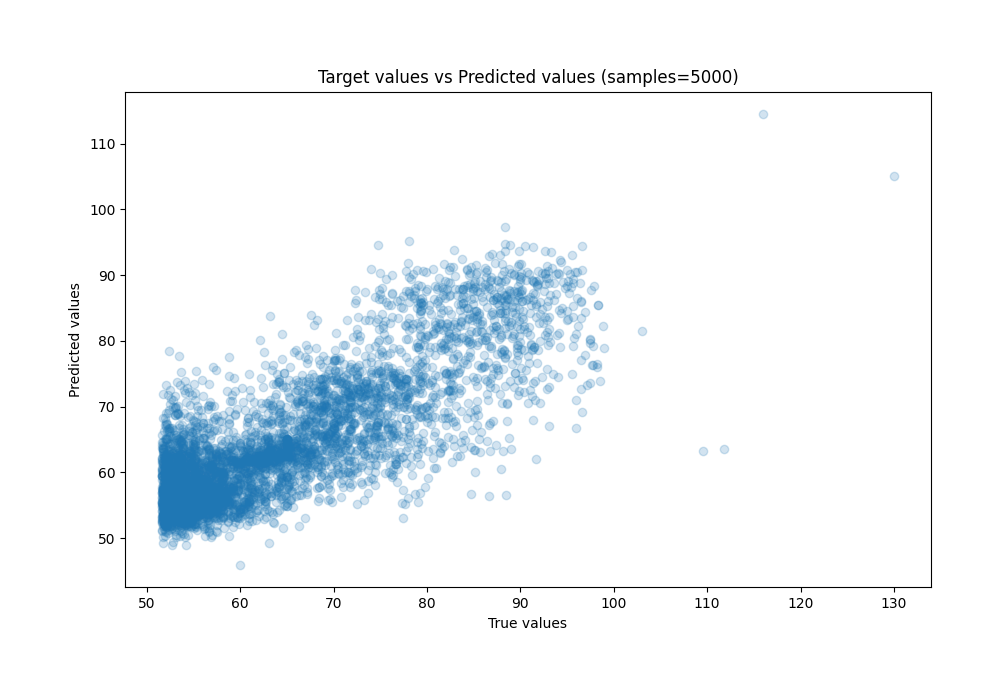 Target values vs Predicted values (samples=5000)
110
100
90
80
70
60
50
Predicted values
50 60 70 80 90 100 110 120 130
True values